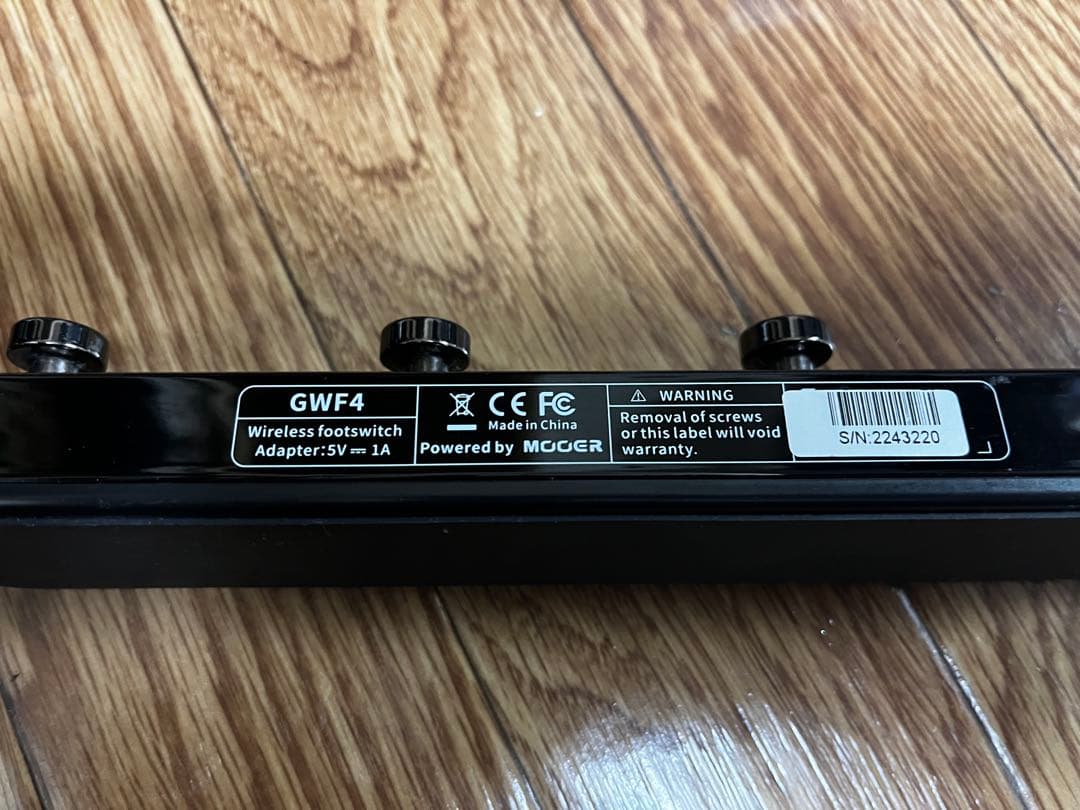 GWF4
Wireless footswitch
Adapter:5V⎓1A
CE FC
Made in China
Powered by MOOER
⚠ WARNING
Removal of screws
or this label will void
warranty.
S/N:2243220